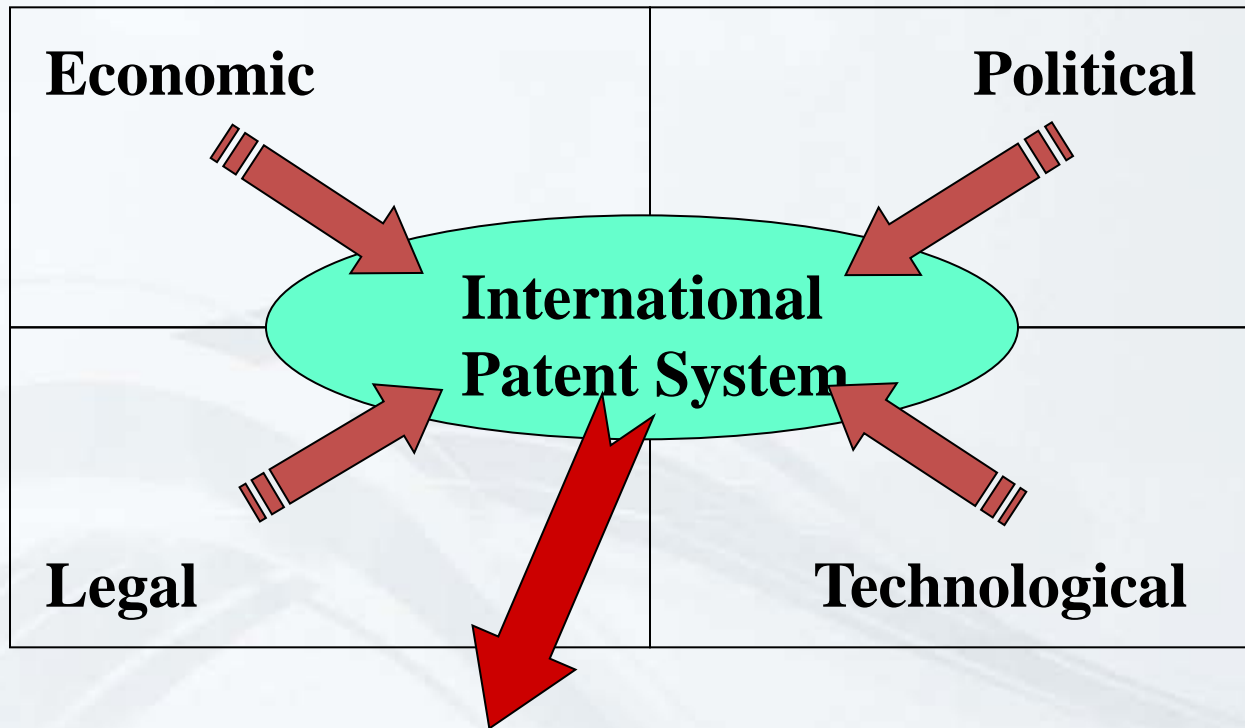 Economic
Political
International
Patent System
Legal
Technological